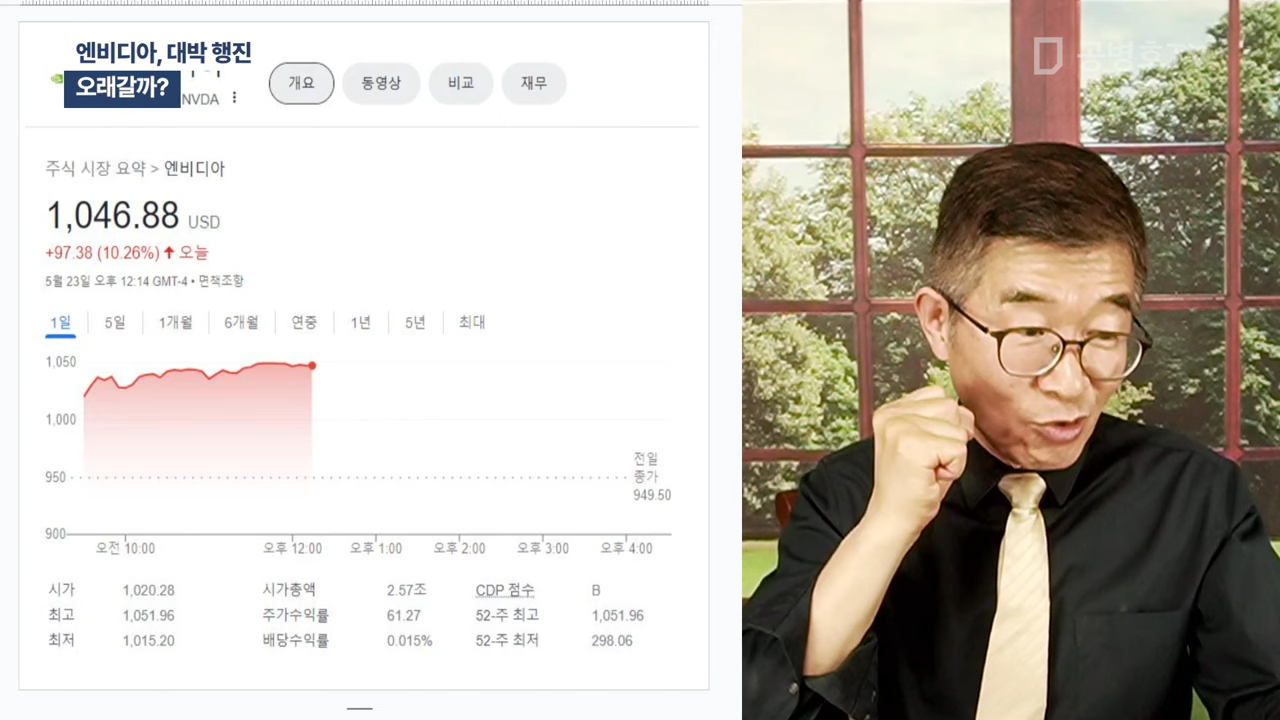 엔비디아, 대박 행진
오래갈까?
NVDA
개요
동영상
비교
재무
주식 시장 요약 > 엔비디아
1,046.88 USD
+97.38 (10.26%) 오늘
5월 23일 오후 12:14 GMT-4 • 면책조항
1일
5일
1개월
6개월
연중
1년
5년
최대
1,050
1,000
950
900
전일
종가
949.50
오전 10:00
오후 12:00
오후 1:00
오후 2:00
오후 3:00
오후 4:00
시가 1,020.28 시가총액 2.57조 CDP 점수 B
최고 1,051.96 주가수익률 61.27 52-주 최고 1,051.96
최저 1,015.20 배당수익률 0.015% 52-주 최저 298.06